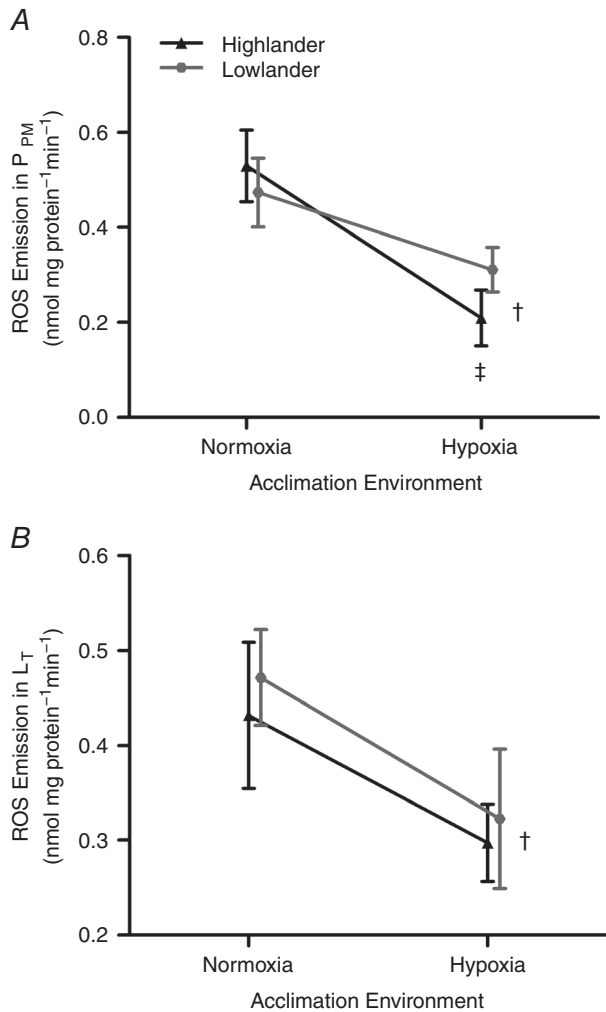 A
0.8
Highlander
Lowlander
0.6
0.4
0.2
0.0
ROS Emission in P PM
(nmol mg protein⁻¹min⁻¹)
†
‡
Normoxia Hypoxia
Acclimation Environment
B
0.6
0.5
0.4
0.3
0.2
ROS Emission in L T
(nmol mg protein⁻¹min⁻¹)
†
Normoxia Hypoxia
Acclimation Environment